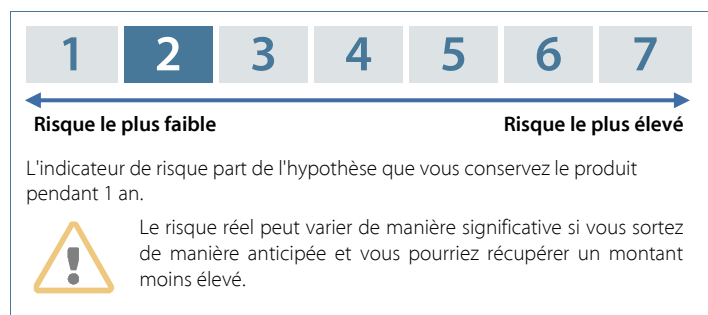 1 2 3 4 5 6 7
Risque le plus faible Risque le plus élevé
L'indicateur de risque part de l'hypothèse que vous conservez le produit
pendant 1 an.
Le risque réel peut varier de manière significative si vous sortez
de manière anticipée et vous pourriez récupérer un montant
moins élevé.